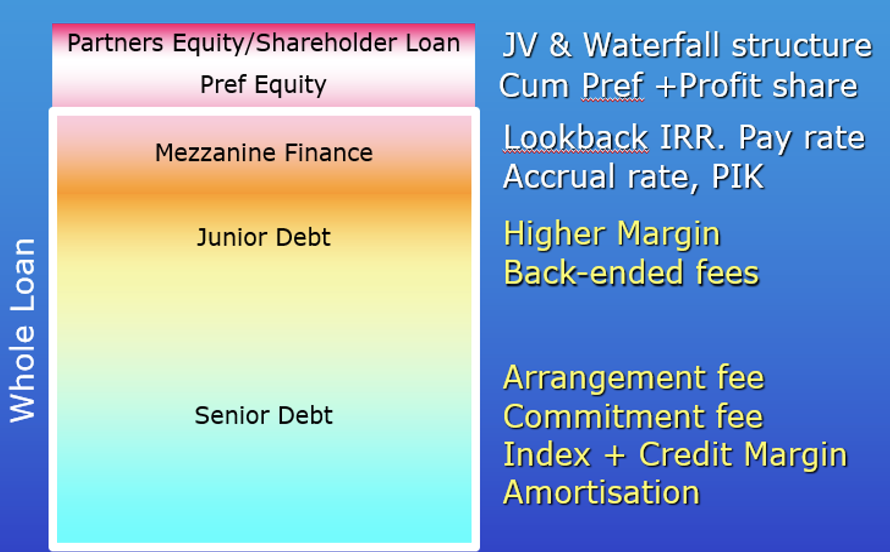 Partners Equity/Shareholder Loan
Pref Equity
Mezzanine Finance
Junior Debt
Senior Debt
Whole Loan
JV & Waterfall structure
Cum Pref +Profit share
Lookback IRR. Pay rate
Accrual rate, PIK
Higher Margin
Back-ended fees
Arrangement fee
Commitment fee
Index + Credit Margin
Amortisation